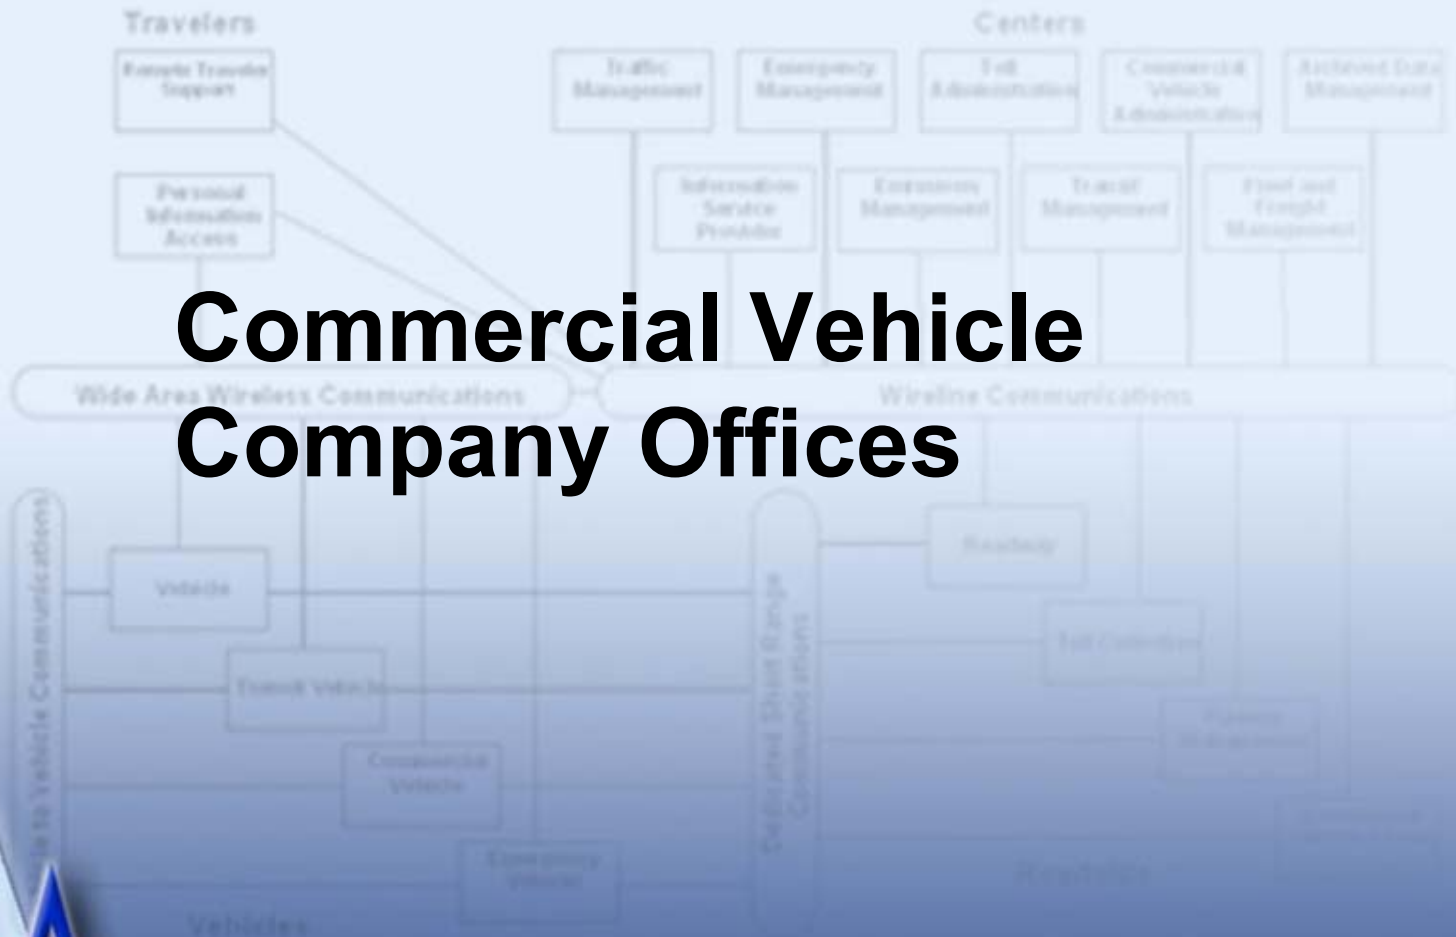 Travelers
Centers
Remote Traveler
Support
Traffic
Management
Emergency
Management
Toll
Administration
Commercial
Vehicle
Administration
Archived Data
Management
Personal
Information
Access
Information
Service
Provider
Emissions
Management
Transit
Management
Fleet and
Freight
Management
Commercial Vehicle
Wide Area Wireless Communications
Wireline Communications
Company Offices
to Vehicle Communications
Dedicated Short Range
Communications
Vehicle
Roadway
Transit Vehicle
Toll Collection
Commercial
Vehicle
Parking
Management
Emergency
Vehicle
Roadside
Vehicles